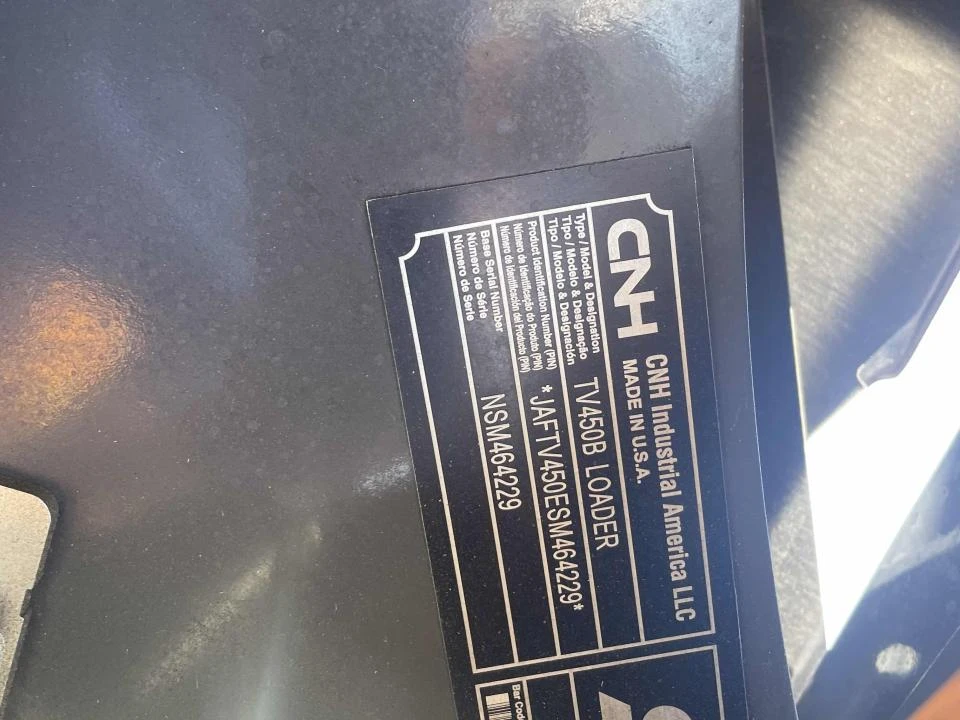 CNH
CNH Industrial America LLC
MADE IN U.S.A.
Type / Model & Designation
Tipo / Modelo & Designação
Tipo / Modelo & Designación
TV450B LOADER
Product Identification Number (PIN)
Número de Identificação do Produto (PIN)
Número de Identificación del Producto (PIN)
*JAFTV450ESM464229*
Base Serial Number
Número de Série
Número de Serie
NSM464229
Bar Code